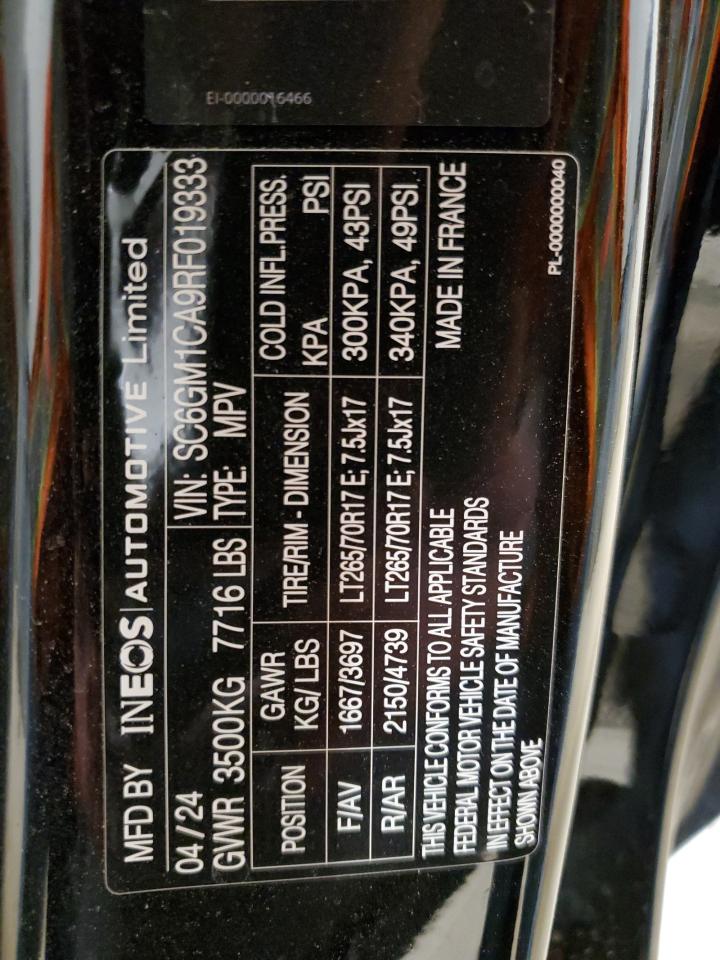 EI-0000016466
MFD BY INEOS | AUTOMOTIVE Limited
04 / 24 VIN: SC6GM1CA9RF019333
GVWR 3500KG 7716 LBS TYPE: MPV
POSITION GAWR KG/ LBS TIRE/RIM - DIMENSION COLD INFL.PRESS. KPA PSI
F/AV 1667/3697 LT265/70R17 E; 7.5Jx17 300KPA, 43PSI
R/AR 2150/4739 LT265/70R17 E; 7.5Jx17 340KPA, 49PSI
THIS VEHICLE CONFORMS TO ALL APPLICABLE MADE IN FRANCE
FEDERAL MOTOR VEHICLE SAFETY STANDARDS
IN EFFECT ON THE DATE OF MANUFACTURE
SHOWN ABOVE
PL-0000000040